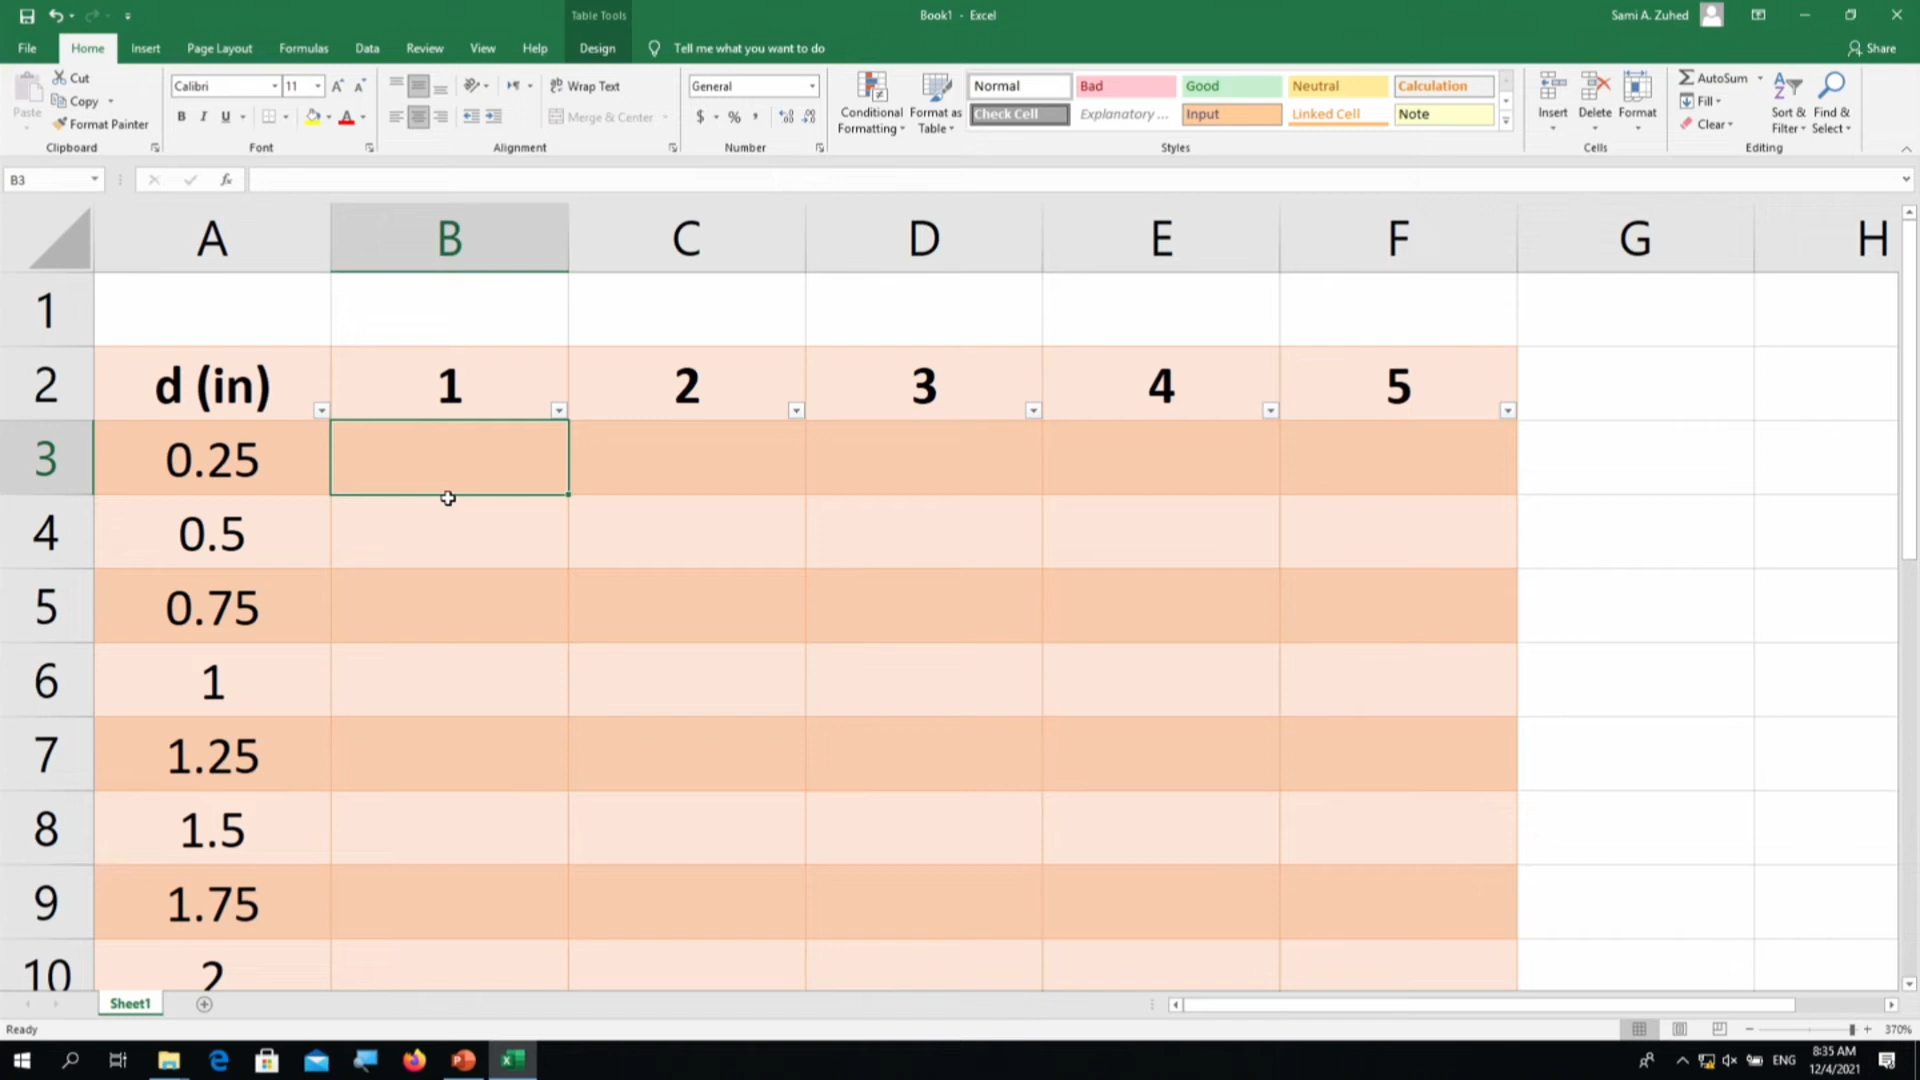 Table Tools
Book1 - Excel
Sami A. Zuhed
File
Home
Insert
Page Layout
Formulas
Data
Review
View
Help
Design
Tell me what you want to do
Share
Paste
Cut
Copy
Format Painter
Clipboard
Calibri
11
B I U
Font
Wrap Text
Merge & Center
Alignment
General
$ % ,
Number
Conditional
Formatting
Format as
Table
Normal
Bad
Good
Neutral
Calculation
Check Cell
Explanatory ...
Input
Linked Cell
Note
Styles
Insert
Delete
Format
Cells
AutoSum
Fill
Clear
Sort &
Filter
Find &
Select
Editing
B3
fx
A B C D E F G H
1
2 d (in) 1 2 3 4 5
3 0.25
4 0.5
5 0.75
6 1
7 1.25
8 1.5
9 1.75
10 2
Sheet1
Ready
370%
ENG
8:35 AM
12/4/2021